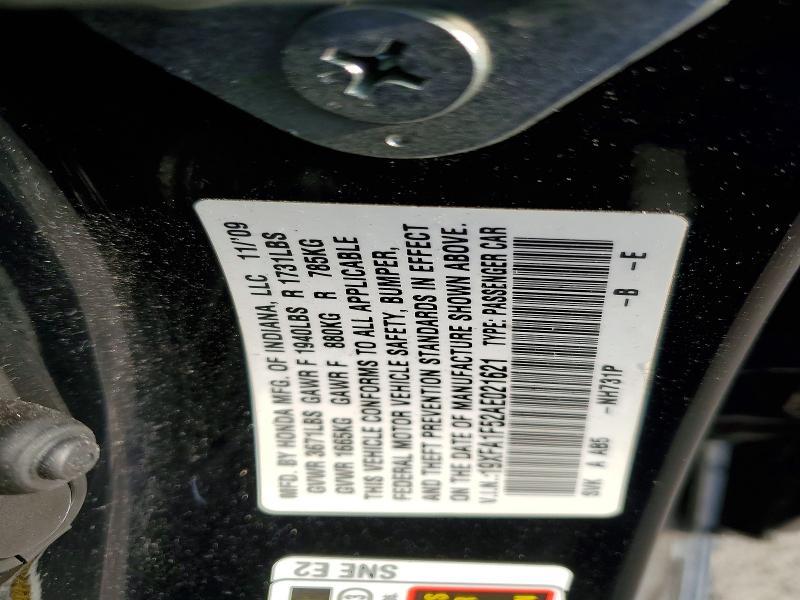 MFD. BY HONDA MFG. OF INDIANA, LLC 11/'09
GVWR 3671LBS GAWR F 1940LBS R 1731LBS
GVWR 1665KG GAWR F 880KG R 785KG
THIS VEHICLE CONFORMS TO ALL APPLICABLE
FEDERAL MOTOR VEHICLE SAFETY, BUMPER,
AND THEFT PREVENTION STANDARDS IN EFFECT
ON THE DATE OF MANUFACTURE SHOWN ABOVE.
V.I.N.:19XFA1F52AE021621 TYPE: PASSENGER CAR
SVK A AB5 -NH731P -B -E
SNE E2